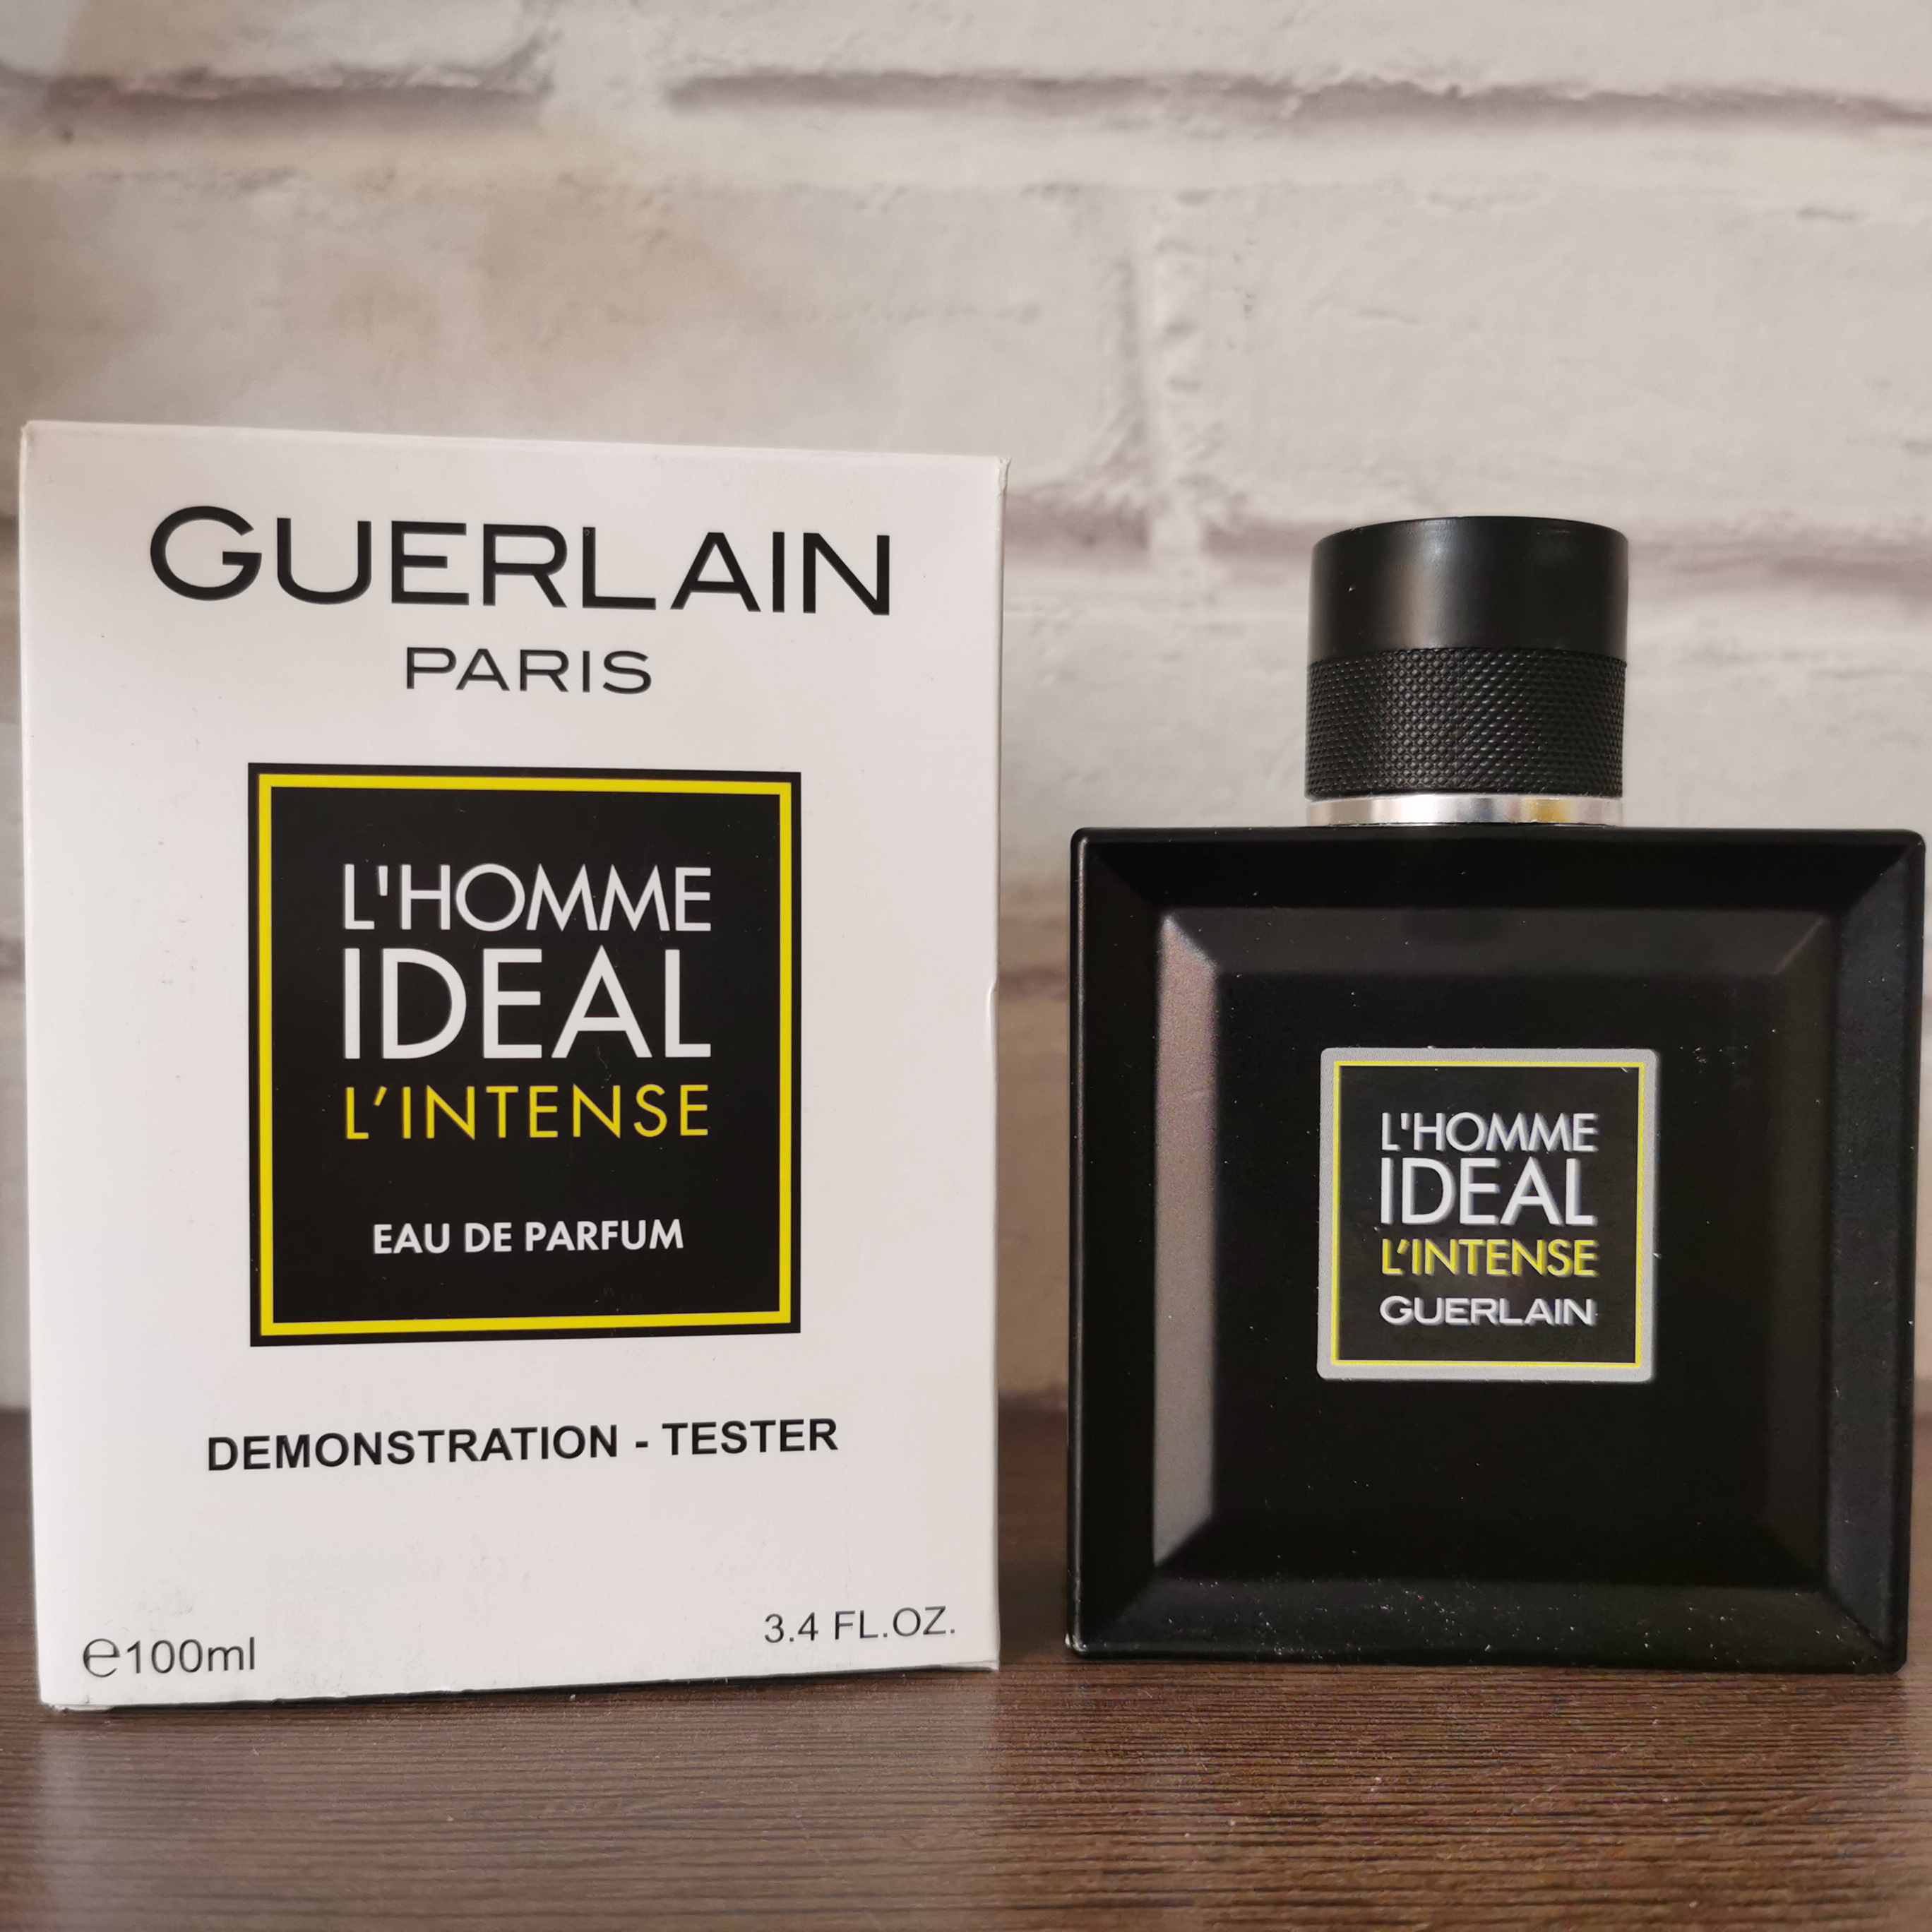 GUERLAIN
PARIS
L'HOMME
IDEAL
L'INTENSE
EAU DE PARFUM
DEMONSTRATION - TESTER
℮100ml
3.4 FL.OZ.
L'HOMME
IDEAL
L'INTENSE
GUERLAIN